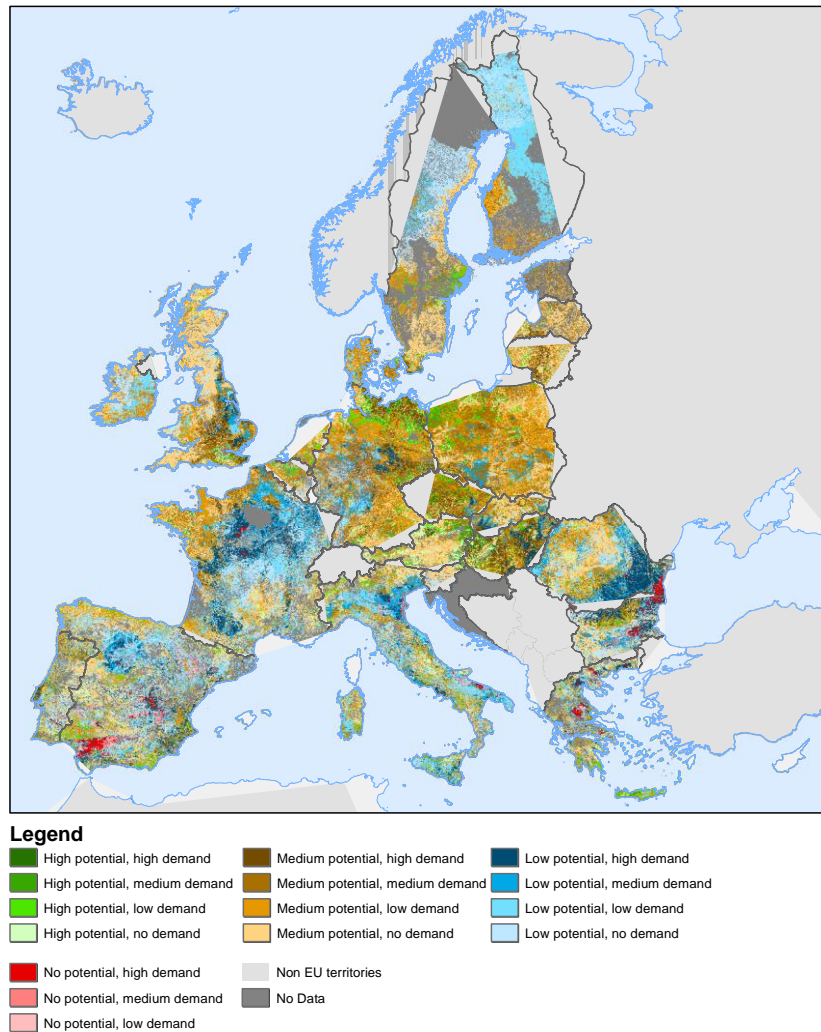 Legend
High potential, high demand
High potential, medium demand
High potential, low demand
High potential, no demand
Medium potential, high demand
Medium potential, medium demand
Medium potential, low demand
Medium potential, no demand
Low potential, high demand
Low potential, medium demand
Low potential, low demand
Low potential, no demand
No potential, high demand
No potential, medium demand
No potential, low demand
Non EU territories
No Data